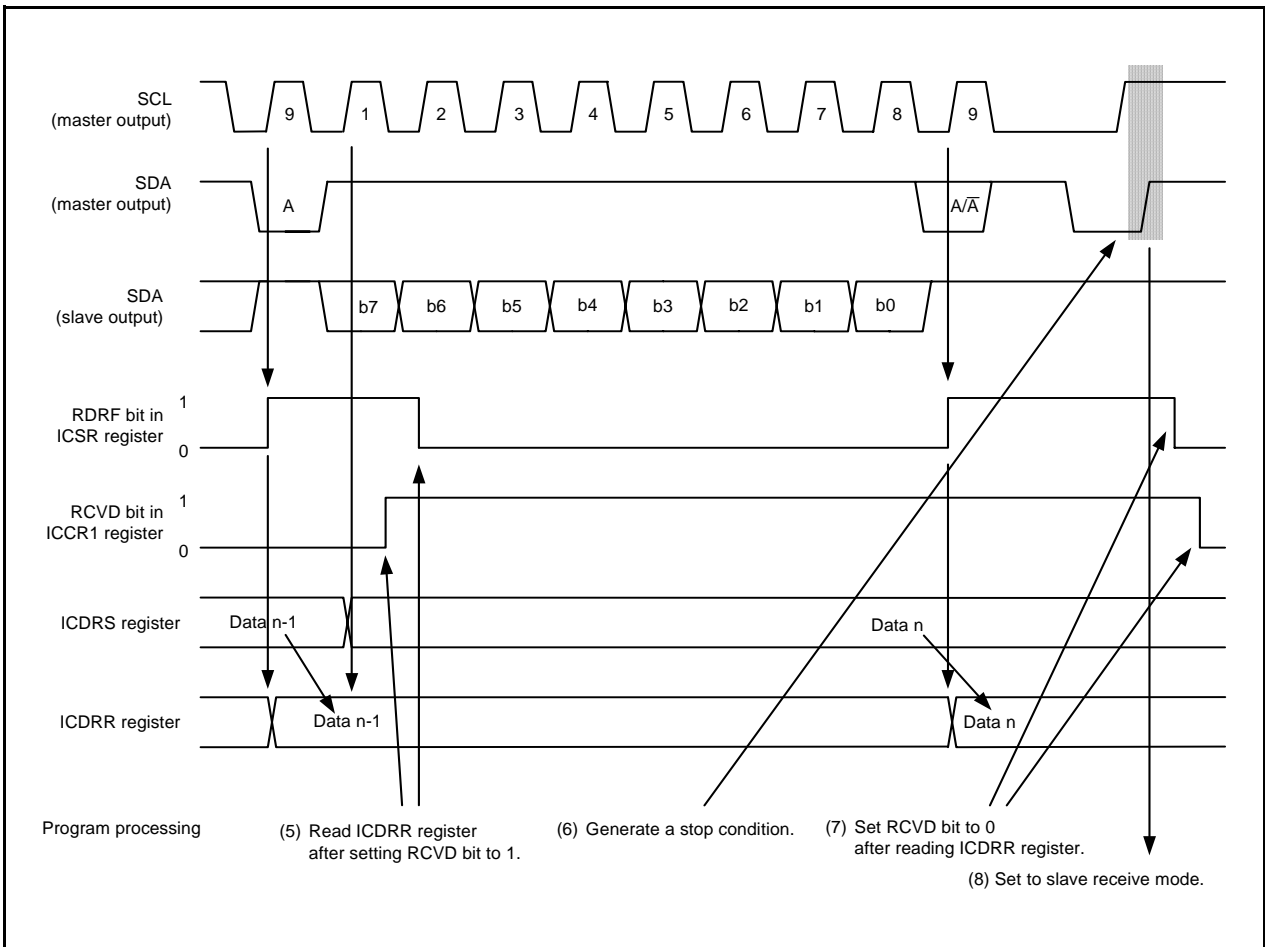 SCL
(master output)
9 1 2 3 4 5 6 7 8 9
SDA
(master output)
A A/A̅
SDA
(slave output)
b7 b6 b5 b4 b3 b2 b1 b0
RDRF bit in
ICSR register
1
0
RCVD bit in
ICCR1 register
1
0
ICDRS register
Data n-1 Data n
ICDRR register
Data n-1 Data n
Program processing
(5) Read ICDRR register
after setting RCVD bit to 1.
(6) Generate a stop condition.
(7) Set RCVD bit to 0
after reading ICDRR register.
(8) Set to slave receive mode.